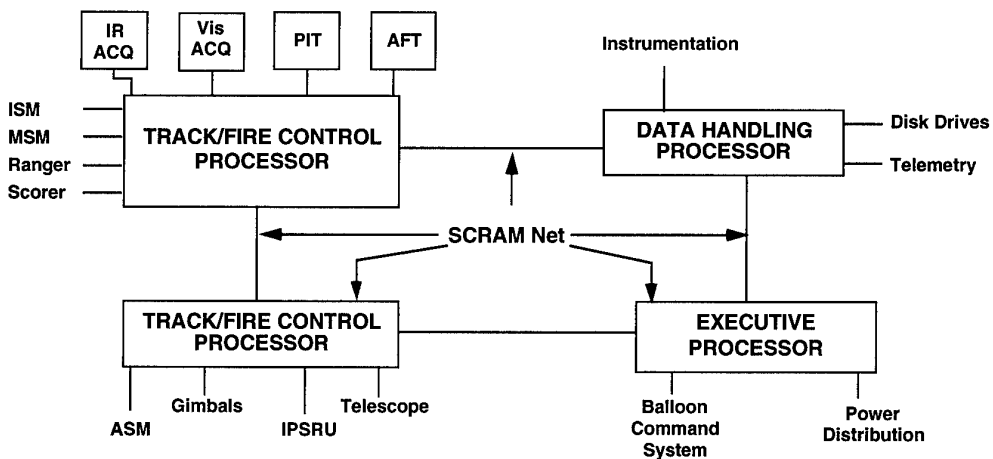 IR
ACQ
Vis
ACQ
PIT
AFT
Instrumentation
ISM
MSM
Ranger
Scorer
TRACK/FIRE CONTROL
PROCESSOR
DATA HANDLING
PROCESSOR
Disk Drives
Telemetry
SCRAM Net
TRACK/FIRE CONTROL
PROCESSOR
EXECUTIVE
PROCESSOR
ASM
Gimbals
IPSRU
Telescope
Balloon
Command
System
Power
Distribution